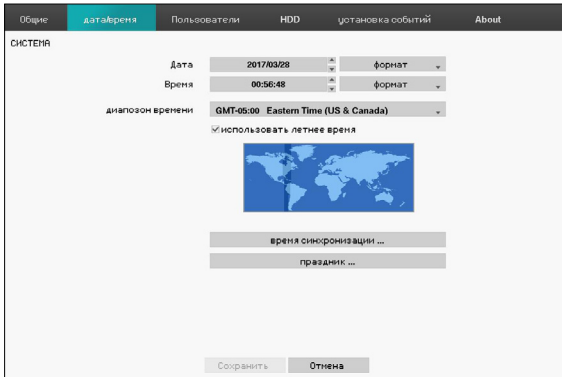 Общие дата/время Пользователи HDD установка событий About
СИСТЕМА
Дата 2017/03/28 формат
Время 00:56:48 формат
диапозон времени GMT-05:00 Eastern Time (US & Canada)
использовать летнее время
время синхронизации ...
праздник ...
Сохранить Отмена